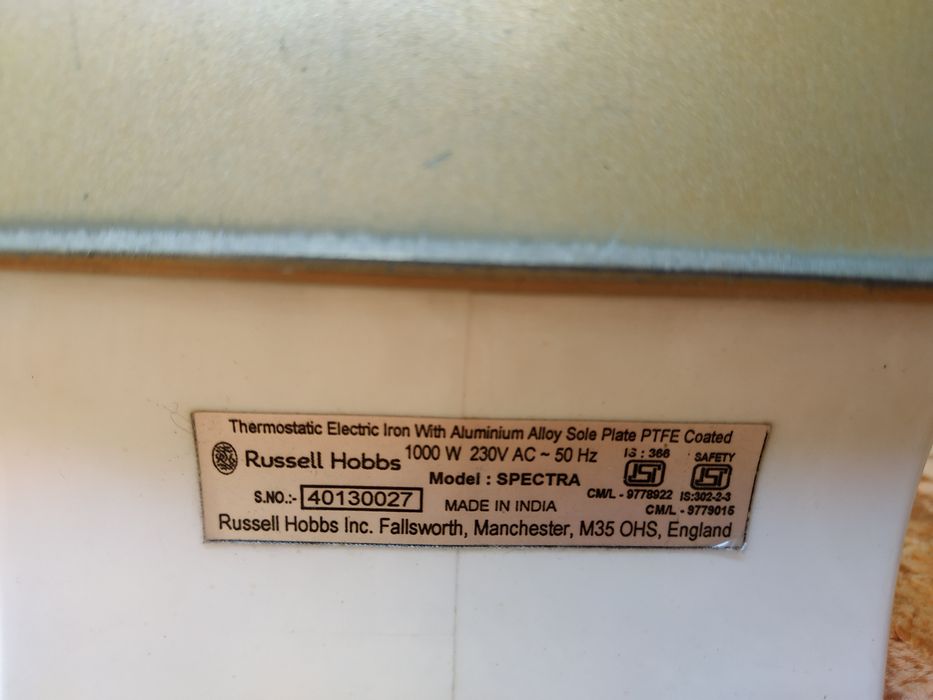 Thermostatic Electric Iron With Aluminium Alloy Sole Plate PTFE Coated
Russell Hobbs 1000 W 230V AC ~ 50 Hz IS : 366 SAFETY
Model : SPECTRA
ISI ISI
CM/L - 9778922 IS:302-2-3
S.NO.:- 40130027 MADE IN INDIA CM/L - 9779015
Russell Hobbs Inc. Fallsworth, Manchester, M35 OHS, England